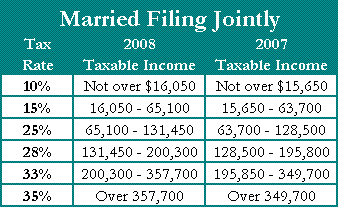 Married Filing Jointly
Tax 2008 2007
Rate Taxable Income Taxable Income
10% Not over $16,050 Not over $15,650
15% 16,050 - 65,100 15,650 - 63,700
25% 65,100 - 131,450 63,700 - 128,500
28% 131,450 - 200,300 128,500 - 195,800
33% 200,300 - 357,700 195,850 - 349,700
35% Over 357,700 Over 349,700